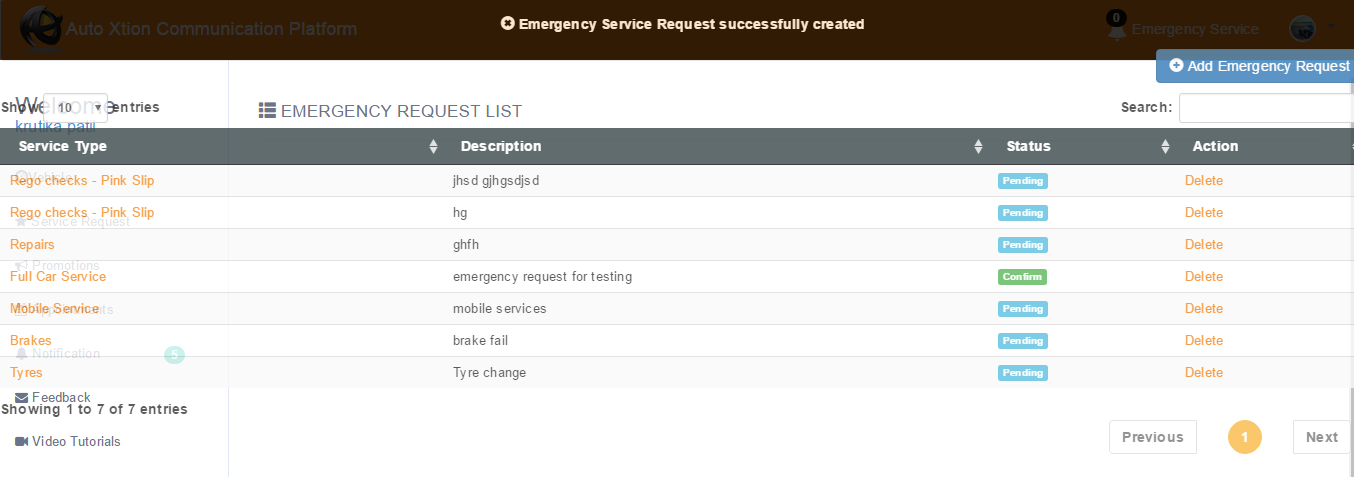 Auto Xtion Communication Platform
Emergency Service Request successfully created
0
Emergency Service
Add Emergency Request
Welcome
krutika patil
Show 10 entries
EMERGENCY REQUEST LIST
Search:
Service Type Description Status Action
Vehicle
Rego checks - Pink Slip jhsd gjhgsdjsd Pending Delete
Rego checks - Pink Slip hg Pending Delete
Service Request
Repairs ghfh Pending Delete
Promotions
Full Car Service emergency request for testing Confirm Delete
Mobile Service mobile services Pending Delete
Appointments
Brakes brake fail Pending Delete
Notification 5
Tyres Tyre change Pending Delete
Feedback
Showing 1 to 7 of 7 entries
Previous 1 Next
Video Tutorials